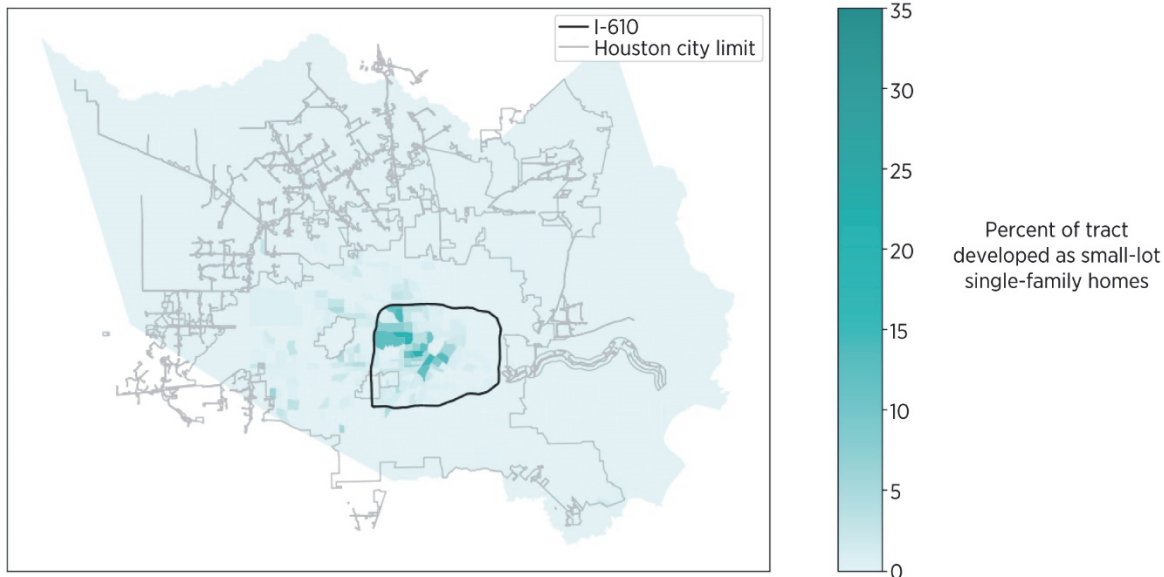 I-610
Houston city limit
35
30
25
20
15
10
5
0
Percent of tract
developed as small-lot
single-family homes